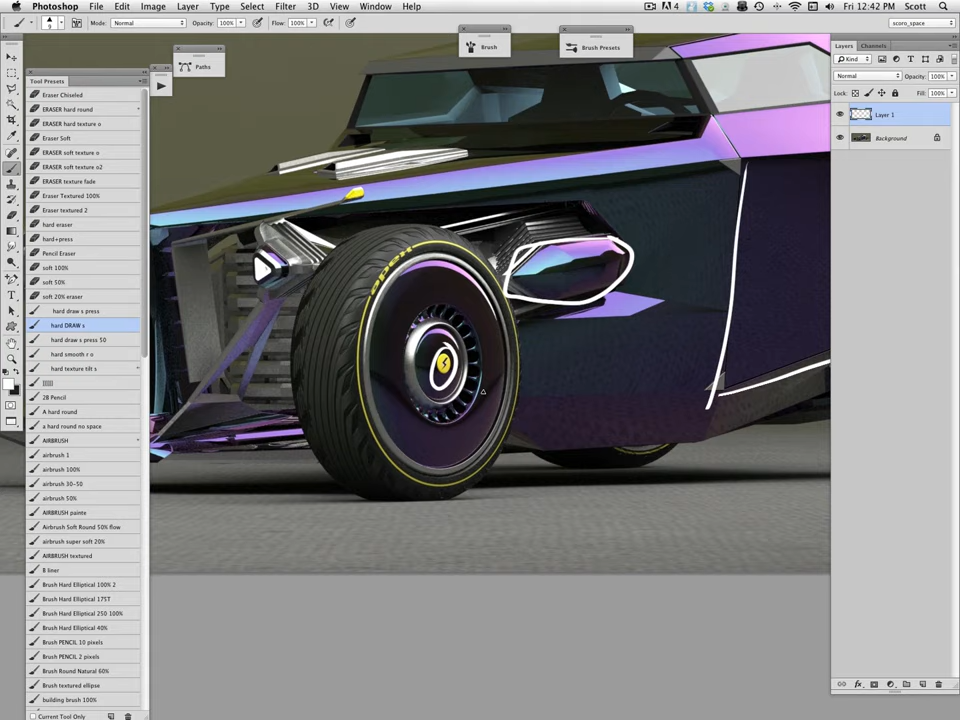 Photoshop File Edit Image Layer Type Select Filter 3D View Window Help 4 Fri 12:42 PM Scott
9 Mode: Normal Opacity: 100% Flow: 100% scoro_space
Brush
Brush Presets
Paths
Tool Presets
Eraser Chiseled
ERASER hard round
ERASER hard texture o
Eraser Soft
ERASER soft texture o
ERASER soft texture o2
ERASER texture fade
Eraser Textured 100%
Eraser textured 2
hard eraser
hard+press
Pencil Eraser
soft 100%
soft 50%
soft 20% eraser
hard draw s press
hard DRAW s
hard draw s press 50
hard smooth r o
hard texture tilt s
)))))))
2B Pencil
A hard round
a hard round no space
AIRBRUSH
airbrush 1
airbrush 100%
airbrush 30-50
airbrush 50%
AIRBRUSH painte
Airbrush Soft Round 50% flow
airbrush super soft 20%
AIRBRUSH textured
B liner
Brush Hard Elliptical 100% 2
Brush Hard Elliptical 175T
Brush Hard Elliptical 250 100%
Brush Hard Elliptical 40%
Brush PENCIL 10 pixels
Brush PENCIL 2 pixels
Brush Round Natural 60%
Brush textured ellipse
building brush 100%
Current Tool Only
Layers Channels
Kind
Normal Opacity: 100%
Lock: Fill: 100%
Layer 1
Background
fx